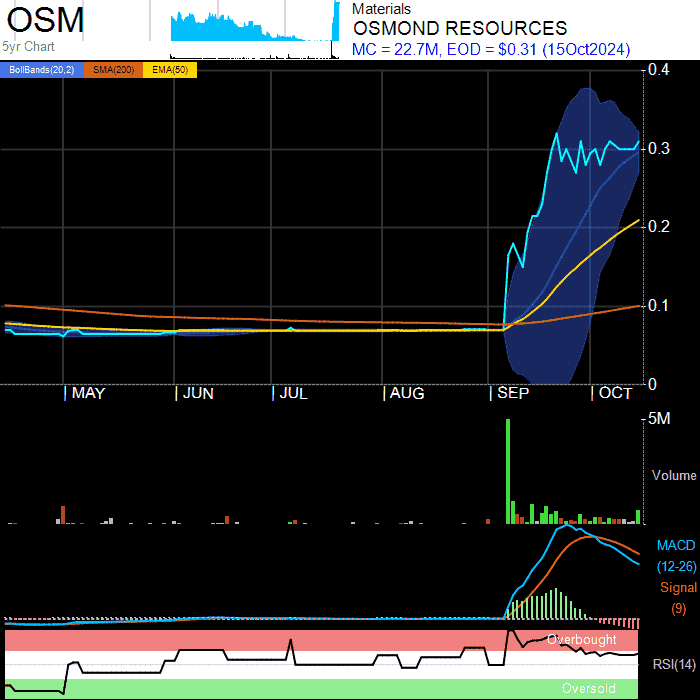 OSM
5yr Chart
Materials
OSMOND RESOURCES
MC = 22.7M, EOD = $0.31 (15Oct2024)
BollBands(20,2) SMA(200) EMA(50)
0.4
0.3
0.2
0.1
0
MAY JUN JUL AUG SEP OCT
5M
Volume
MACD
(12-26)
Signal
(9)
Overbought
RSI(14)
Oversold